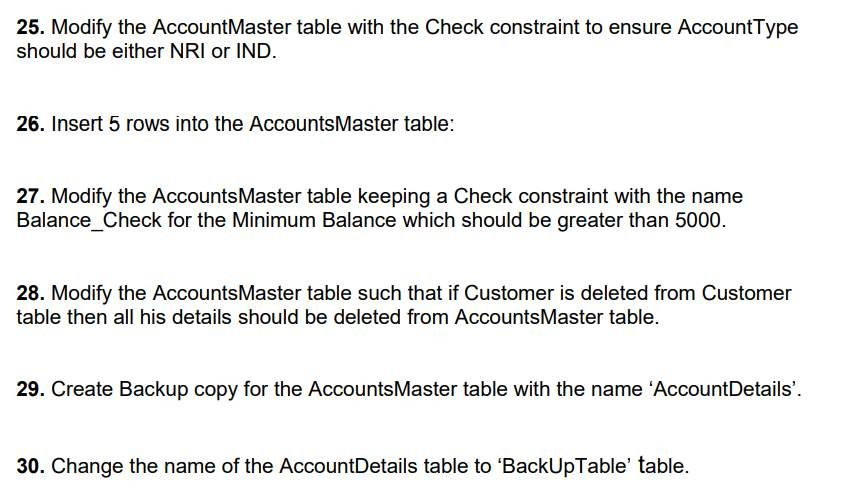 25. Modify the AccountMaster table with the Check constraint to ensure AccountType
should be either NRI or IND.
26. Insert 5 rows into the AccountsMaster table:
27. Modify the AccountsMaster table keeping a Check constraint with the name
Balance_Check for the Minimum Balance which should be greater than 5000.
28. Modify the AccountsMaster table such that if Customer is deleted from Customer
table then all his details should be deleted from AccountsMaster table.
29. Create Backup copy for the AccountsMaster table with the name ‘AccountDetails’.
30. Change the name of the AccountDetails table to ‘BackUpTable’ table.